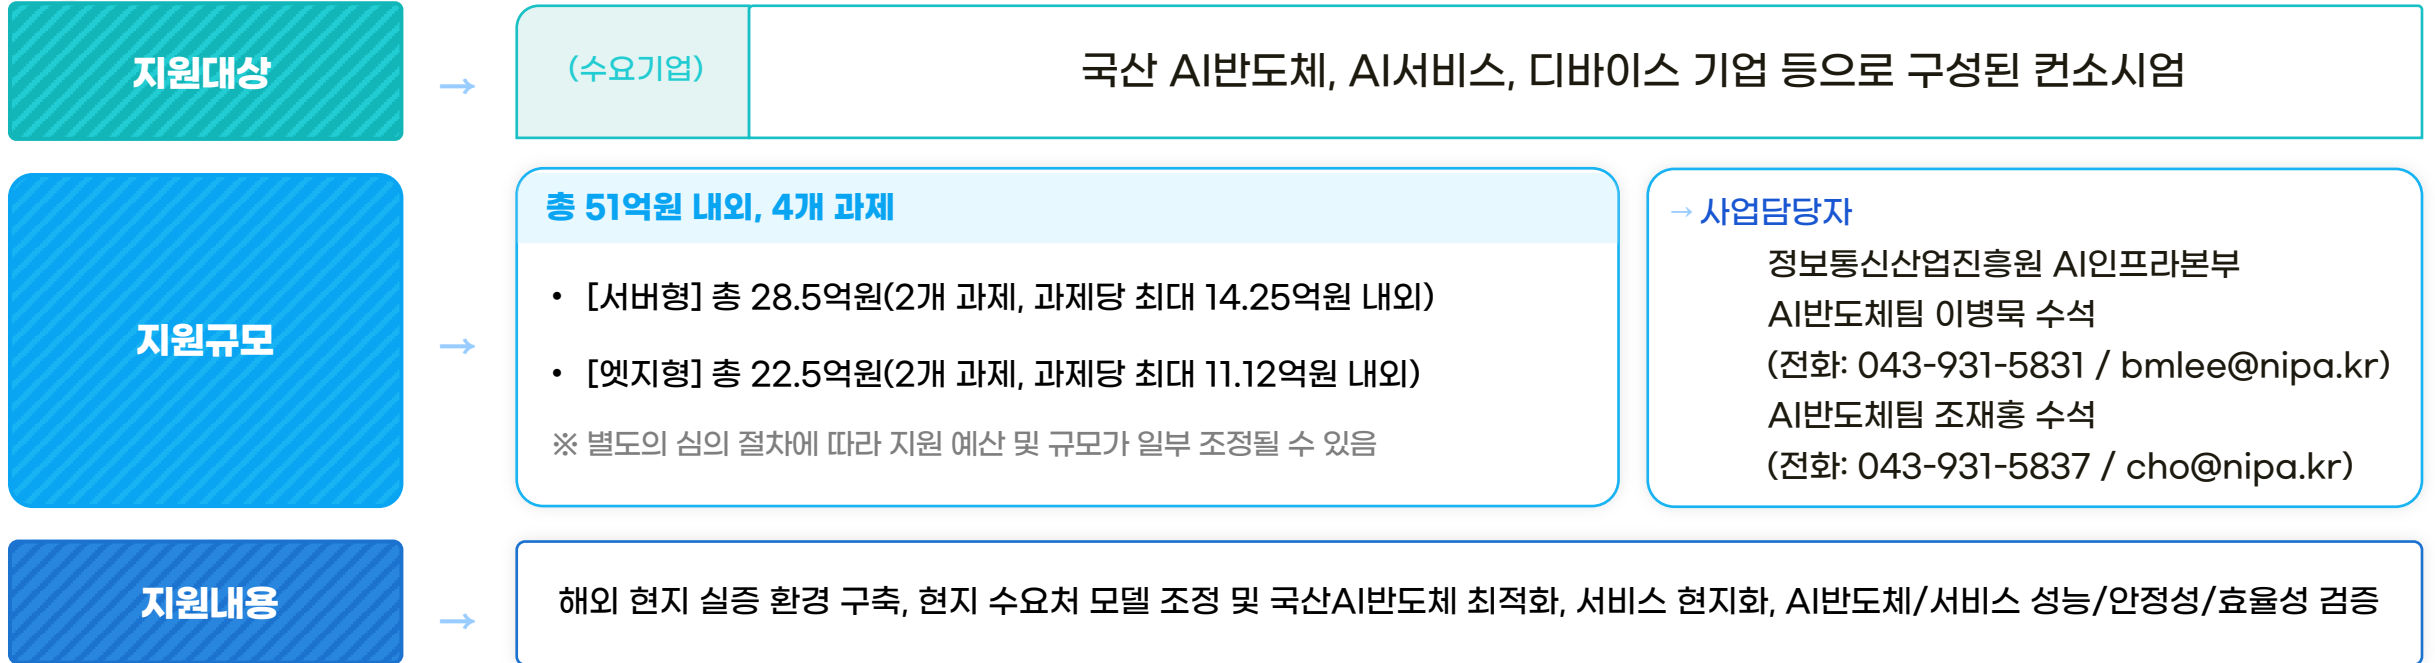 지원대상
→
(수요기업)
국산 AI반도체, AI서비스, 디바이스 기업 등으로 구성된 컨소시엄
지원규모
→
총 51억원 내외, 4개 과제
• [서버형] 총 28.5억원(2개 과제, 과제당 최대 14.25억원 내외)
• [엣지형] 총 22.5억원(2개 과제, 과제당 최대 11.12억원 내외)
※ 별도의 심의 절차에 따라 지원 예산 및 규모가 일부 조정될 수 있음
→ 사업담당자
정보통신산업진흥원 AI인프라본부
AI반도체팀 이병묵 수석
(전화: 043-931-5831 / bmlee@nipa.kr)
AI반도체팀 조재홍 수석
(전화: 043-931-5837 / cho@nipa.kr)
지원내용
→
해외 현지 실증 환경 구축, 현지 수요처 모델 조정 및 국산AI반도체 최적화, 서비스 현지화, AI반도체/서비스 성능/안정성/효율성 검증